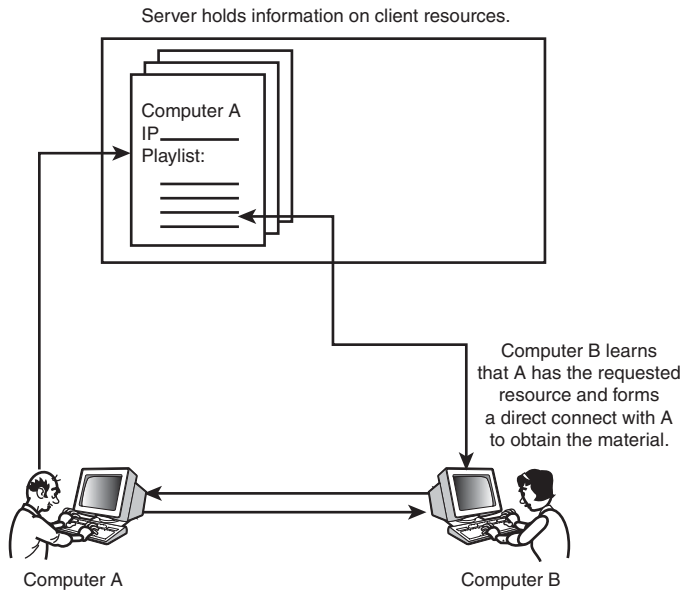 Server holds information on client resources.
Computer A
IP
Playlist:
Computer B learns
that A has the requested
resource and forms
a direct connect with A
to obtain the material.
Computer A
Computer B